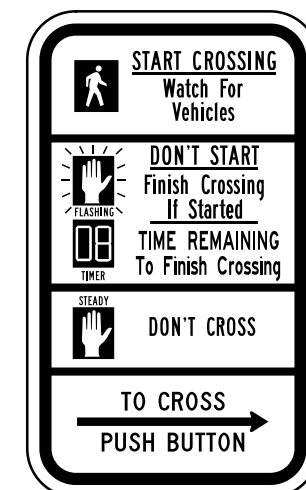 START CROSSING
Watch For
Vehicles
DON'T START
Finish Crossing
If Started
FLASHING
08
TIMER
TIME REMAINING
To Finish Crossing
STEADY
DON'T CROSS
TO CROSS
PUSH BUTTON